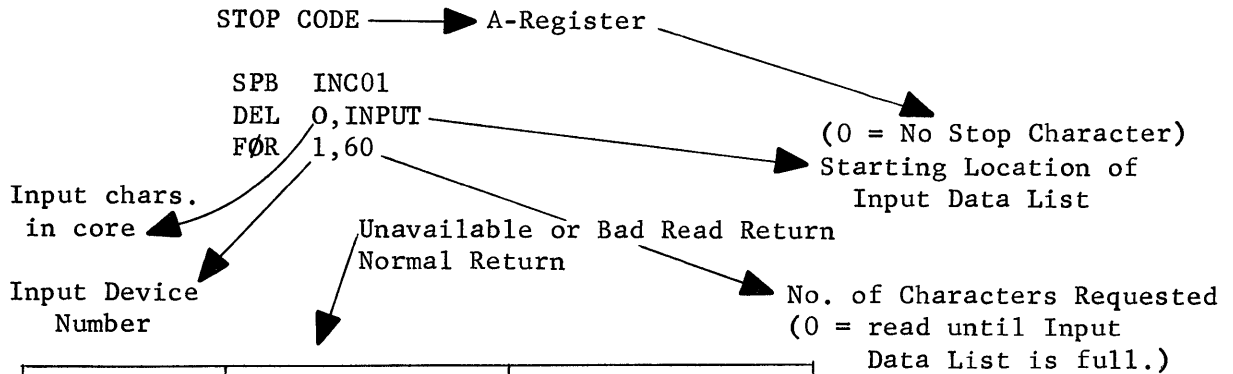 STOP CODE A-Register
SPB INC01
DEL 0,INPUT
FØR 1,60
(0 = No Stop Character)
Starting Location of
Input Data List
Input chars.
in core
Unavailable or Bad Read Return
Normal Return
Input Device
Number
No. of Characters Requested
(0 = read until Input
Data List is full.)